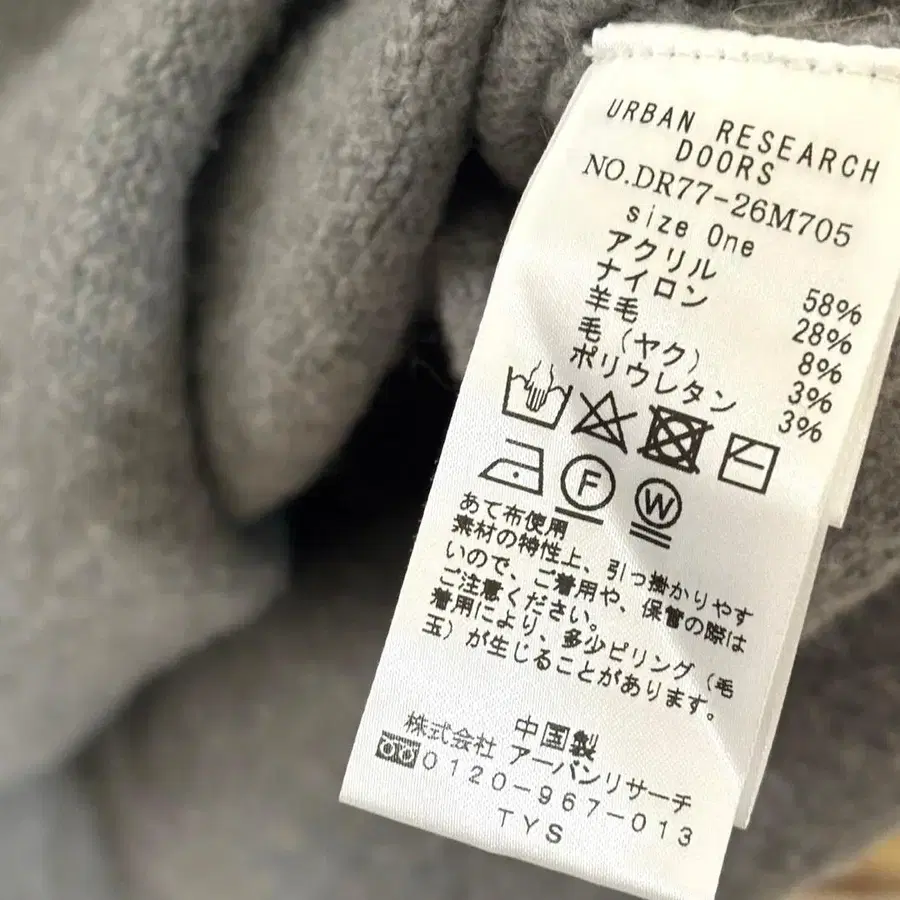 URBAN RESEARCH
DOORS
NO.DR77-26M705
size One
アクリル 58%
ナイロン 28%
羊毛 8%
毛（ヤク） 3%
ポリウレタン 3%
F W
あて布使用
素材の特性上、引っ掛かりやす
いので、ご着用や、保管の際は
ご注意ください。
着用により、多少ピリング（毛
玉）が生じることがあります。
中国製
株式会社 アーバンリサーチ
0120-967-013
TYS